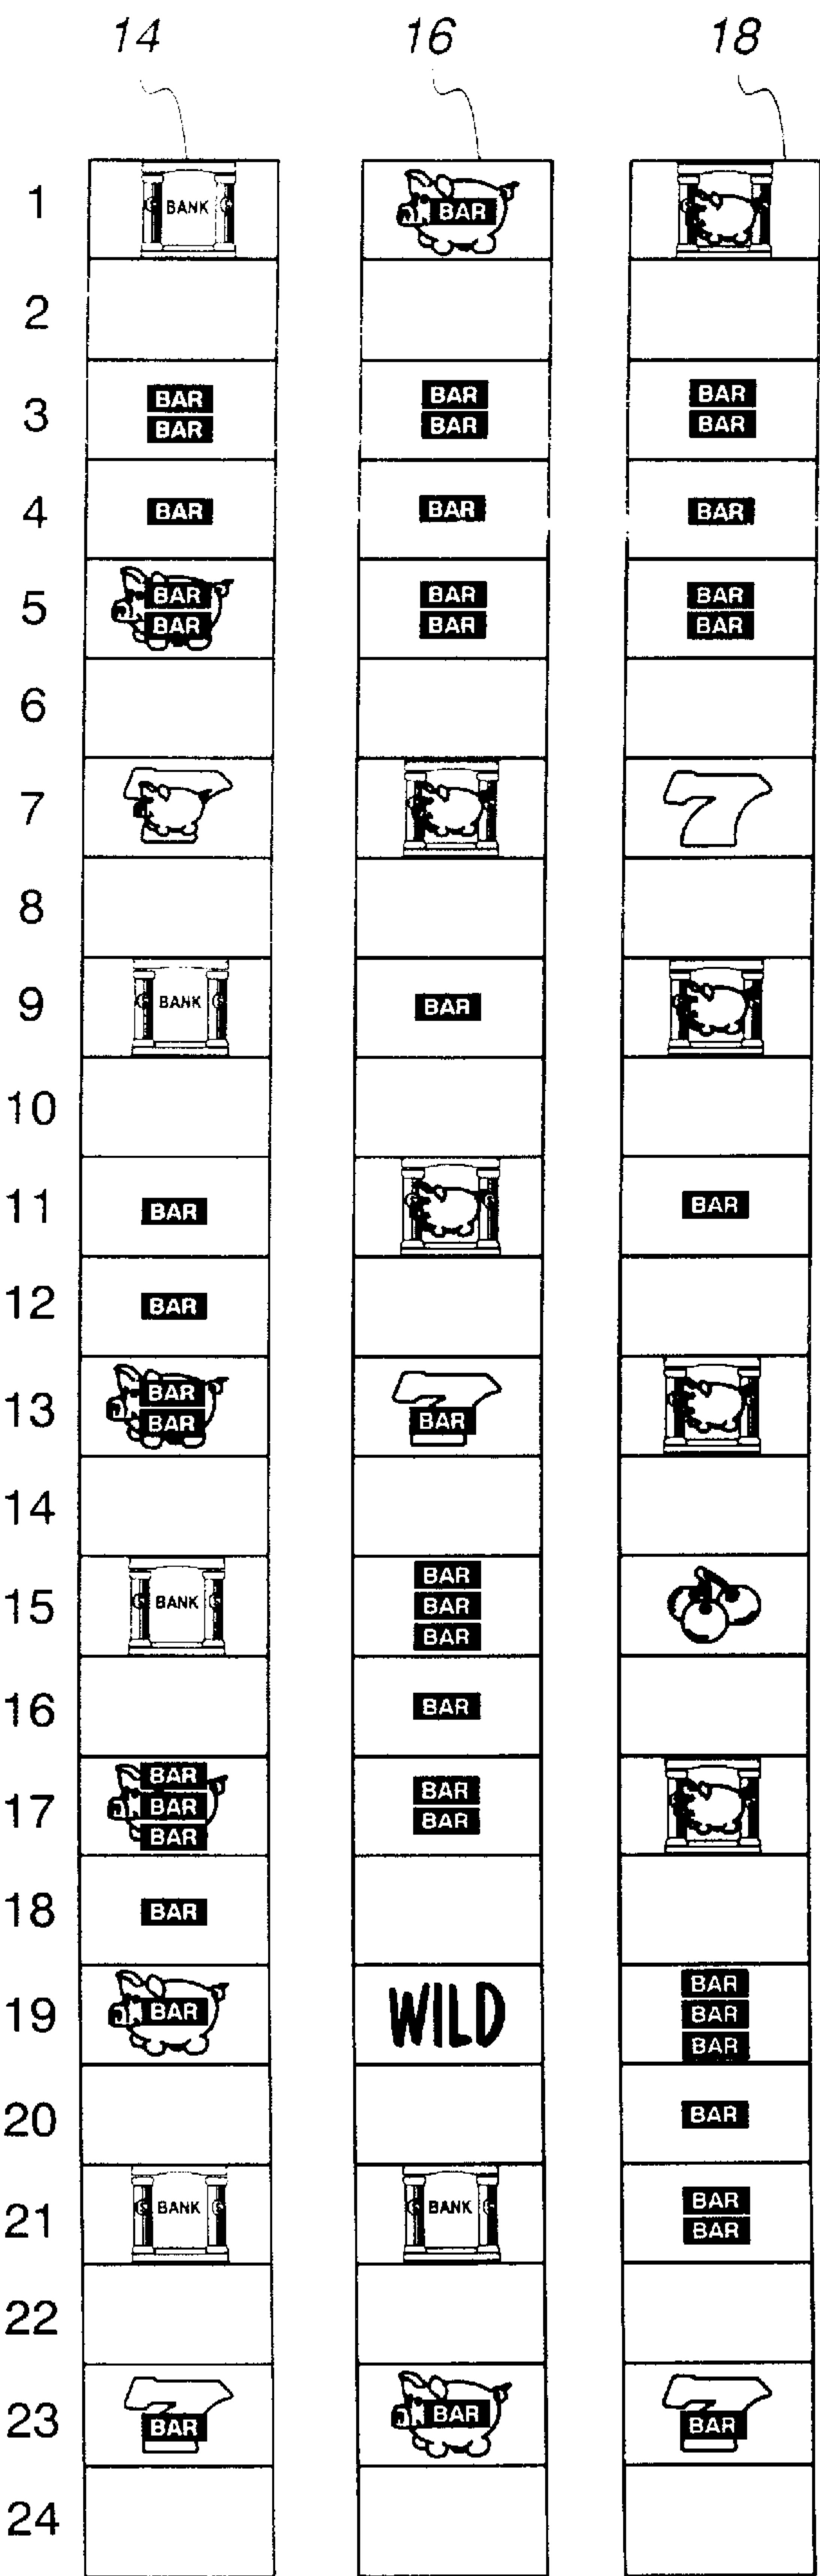 14 16 18
1 BANK BAR
2
3 BAR BAR BAR
BAR BAR BAR
4 BAR BAR BAR
5 BAR BAR BAR
BAR BAR BAR
6
7 7
8
9 BANK BAR
10
11 BAR BAR
12 BAR
13 BAR BAR
BAR
14
15 BANK BAR
BAR
BAR
16 BAR
17 BAR BAR
BAR BAR
BAR
18 BAR
19 BAR WILD BAR
BAR
BAR
20 BAR
21 BANK BANK BAR
BAR
22
23 BAR BAR BAR
24